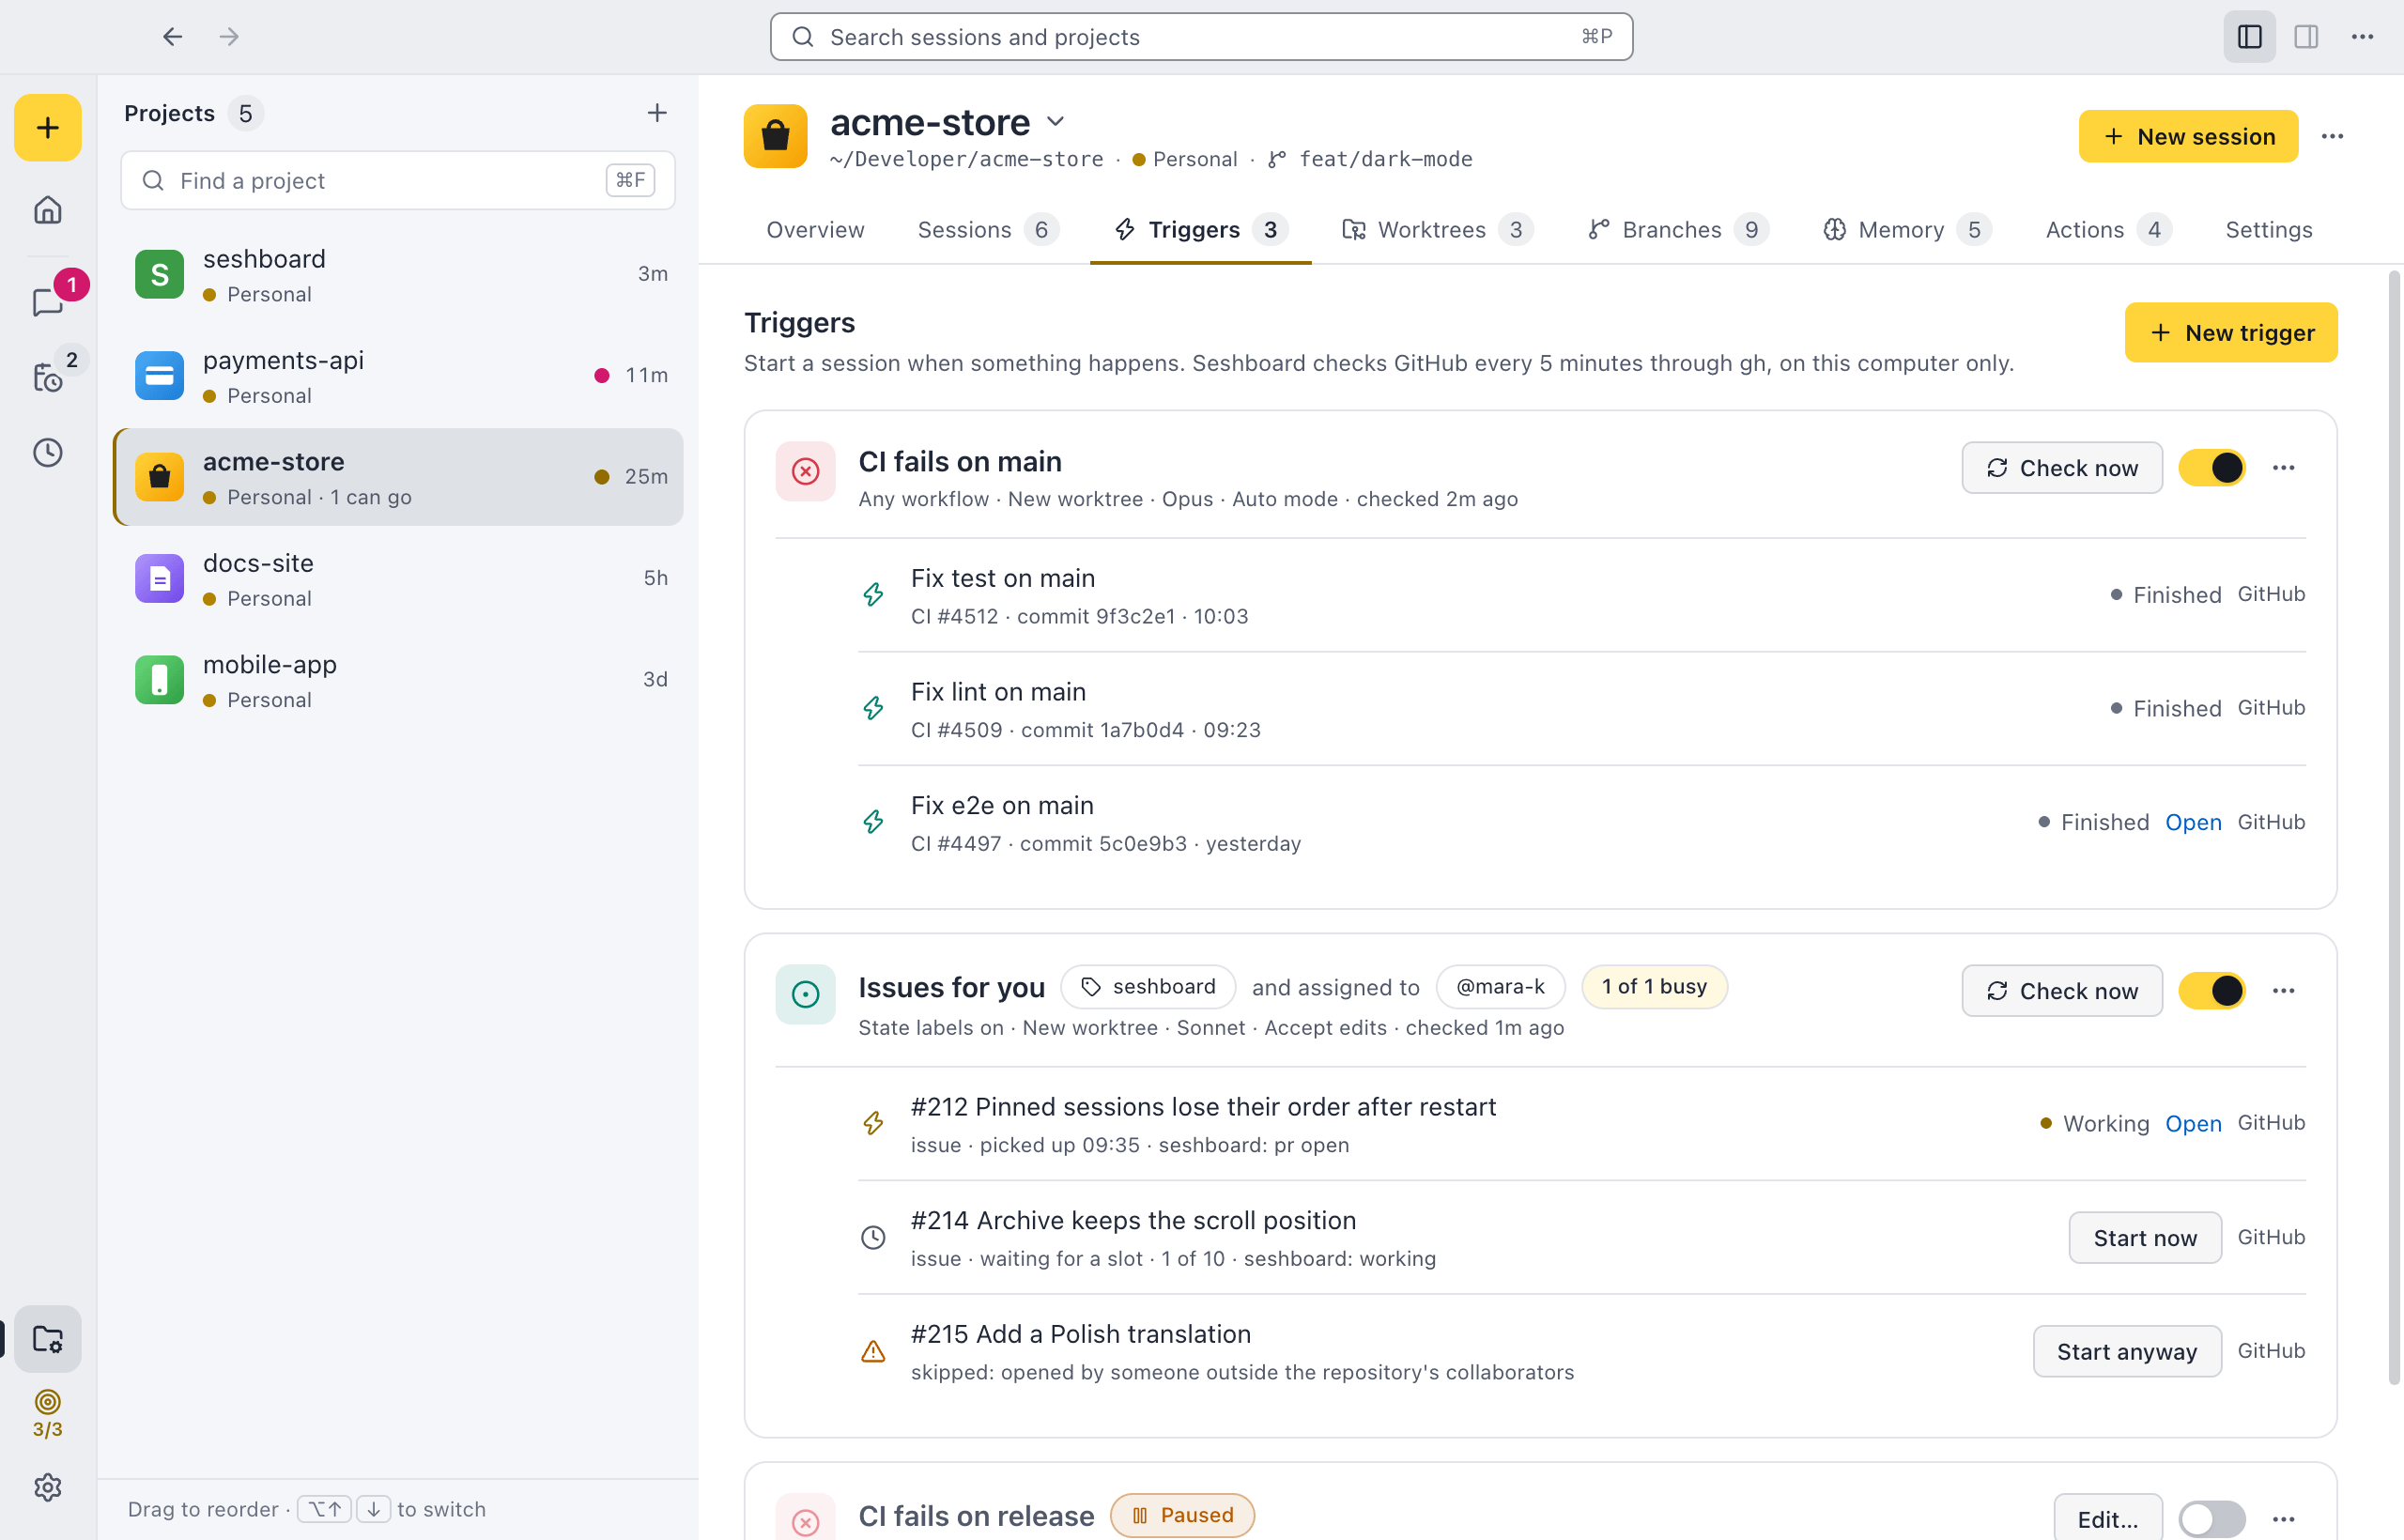 Search sessions and projects ⌘P
Projects 5
Find a project ⌘F
S
seshboard
Personal
3m
payments-api
Personal
11m
acme-store
Personal · 1 can go
25m
docs-site
Personal
5h
mobile-app
Personal
3d
1
2
3/3
Drag to reorder · ⌥↑ ↓ to switch
acme-store
~/Developer/acme-store · Personal · feat/dark-mode
New session
Overview Sessions 6 Triggers 3 Worktrees 3 Branches 9 Memory 5 Actions 4 Settings
Triggers
Start a session when something happens. Seshboard checks GitHub every 5 minutes through gh, on this computer only.
New trigger
CI fails on main
Any workflow · New worktree · Opus · Auto mode · checked 2m ago
Check now
Fix test on main
CI #4512 · commit 9f3c2e1 · 10:03
Finished GitHub
Fix lint on main
CI #4509 · commit 1a7b0d4 · 09:23
Finished GitHub
Fix e2e on main
CI #4497 · commit 5c0e9b3 · yesterday
Finished Open GitHub
Issues for you seshboard and assigned to @mara-k 1 of 1 busy
State labels on · New worktree · Sonnet · Accept edits · checked 1m ago
Check now
#212 Pinned sessions lose their order after restart
issue · picked up 09:35 · seshboard: pr open
Working Open GitHub
#214 Archive keeps the scroll position
issue · waiting for a slot · 1 of 10 · seshboard: working
Start now GitHub
#215 Add a Polish translation
skipped: opened by someone outside the repository's collaborators
Start anyway GitHub
CI fails on release Paused
Edit...